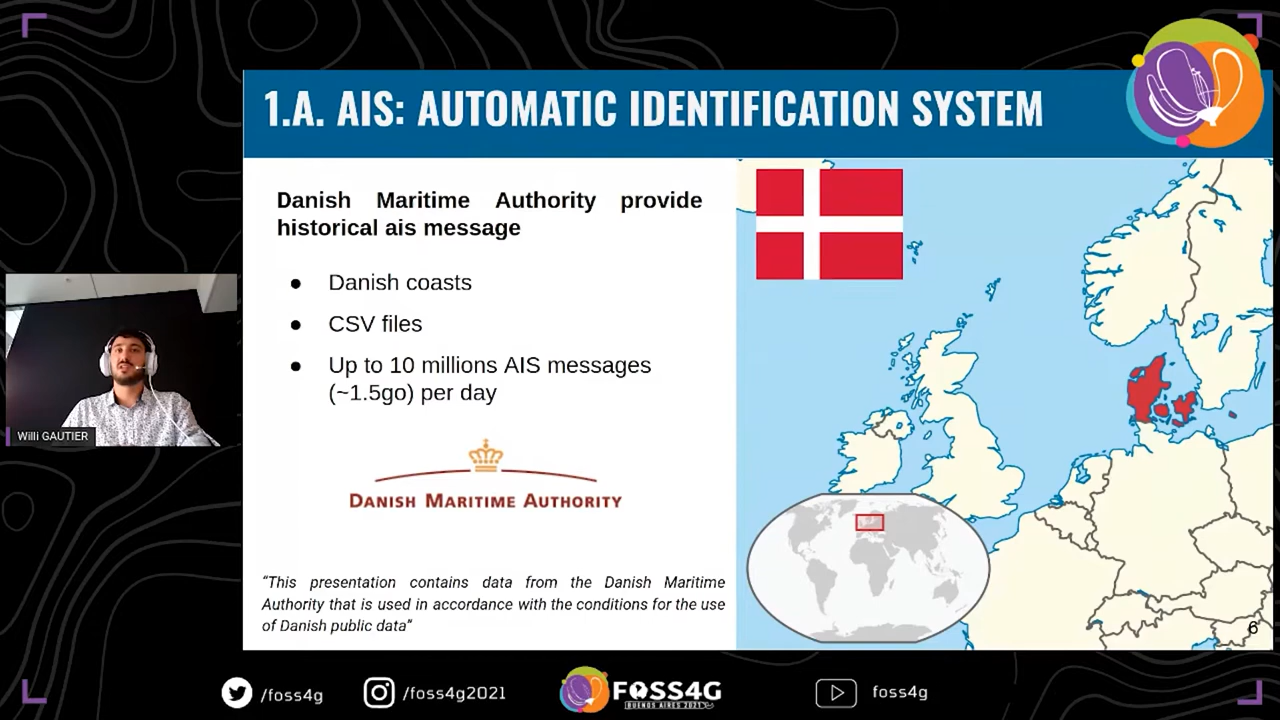 1.A. AIS: AUTOMATIC IDENTIFICATION SYSTEM
Danish Maritime Authority provide
historical ais message
● Danish coasts
● CSV files
● Up to 10 millions AIS messages
(~1.5go) per day
DANISH MARITIME AUTHORITY
“This presentation contains data from the Danish Maritime
Authority that is used in accordance with the conditions for the use
of Danish public data”
6
Willi GAUTIER
/foss4g
/foss4g2021
FOSS4G
BUENOS AIRES 2021
foss4g